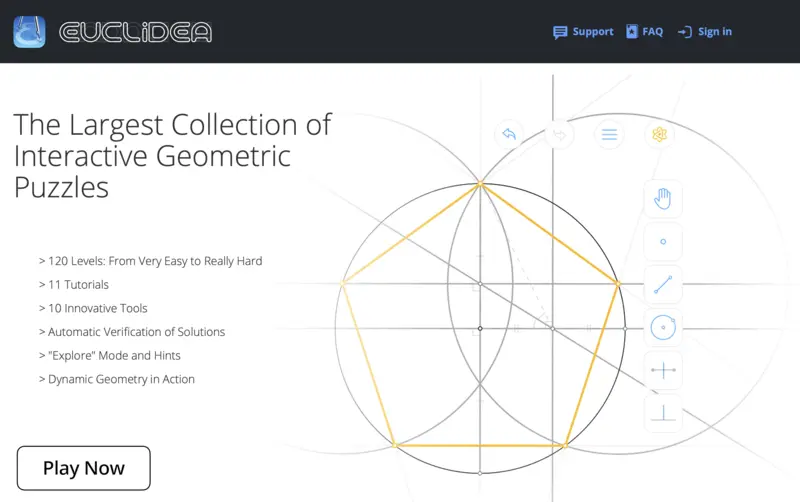 EUCLiDEA
Support
FAQ
Sign in
The Largest Collection of
Interactive Geometric
Puzzles
> 120 Levels: From Very Easy to Really Hard
> 11 Tutorials
> 10 Innovative Tools
> Automatic Verification of Solutions
> "Explore" Mode and Hints
> Dynamic Geometry in Action
Play Now